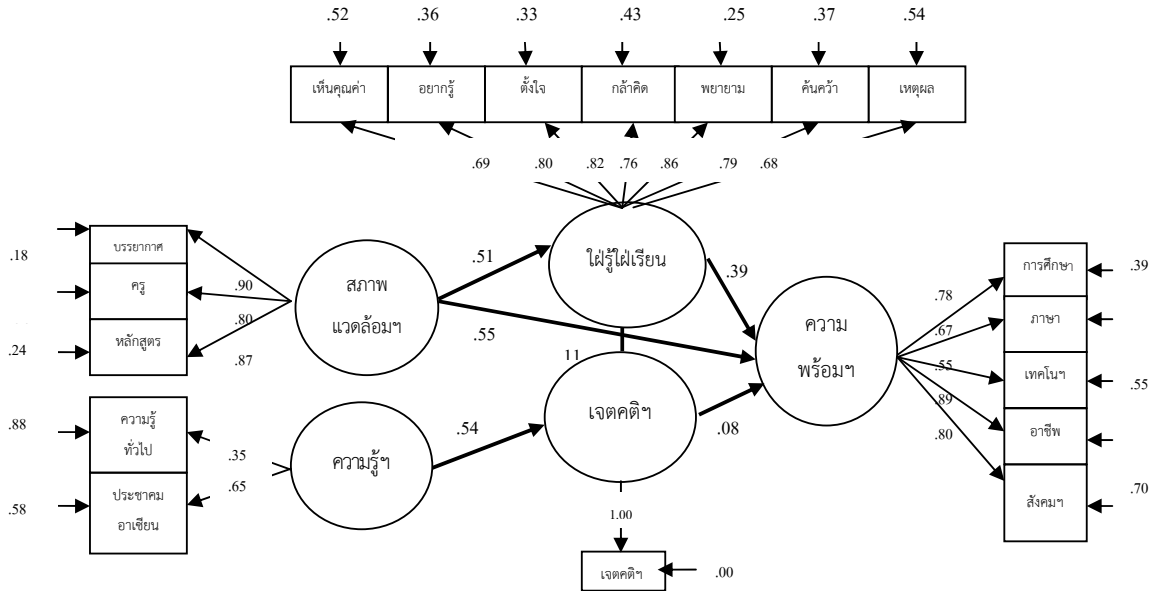 .52 .36 .33 .43 .25 .37 .54
เห็นคุณค่า อยากรู้ ตั้งใจ กล้าคิด พยายาม ค้นคว้า เหตุผล
.69 .80 .82 .76 .86 .79 .68
.18
บรรยากาศ
ครู
หลักสูตร
.24
.90
.80
.87
สภาพ
แวดล้อมฯ
.51
ใฝ่รู้ใฝ่เรียน
.39
.55
11
ความ
พร้อมฯ
.78
.67
.55
.89
.80
การศึกษา
.39
ภาษา
เทคโนฯ
.55
อาชีพ
สังคมฯ
.70
.88
ความรู้
ทั่วไป
ประชาคม
อาเซียน
.58
.35
.65
ความรู้ฯ
.54
เจตคติฯ
.08
1.00
เจตคติฯ
.00